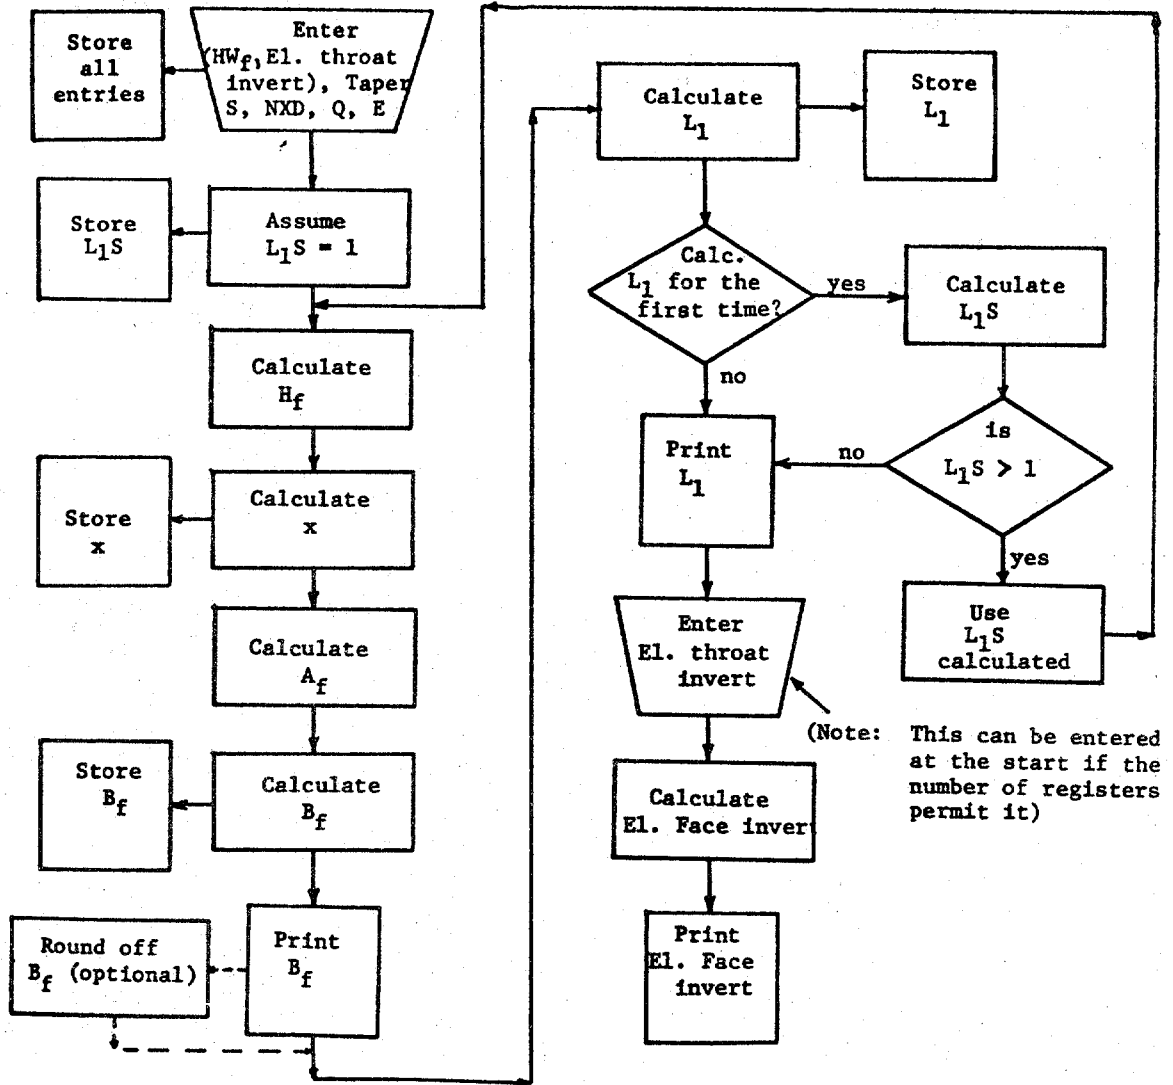 Store
all
entries
Enter
(HWf, El. throat
invert), Taper
S, NXD, Q, E
Store
L1S
Assume
L1S = 1
Calculate
Hf
Store
x
Calculate
x
Calculate
Af
Store
Bf
Calculate
Bf
Round off
Bf (optional)
Print
Bf
Calculate
L1
Store
L1
Calc.
L1 for the
first time?
yes
no
Calculate
L1S
is
L1S > 1
no
yes
Print
L1
Use
L1S
calculated
Enter
El. throat
invert
(Note: This can be entered
at the start if the
number of registers
permit it)
Calculate
El. Face invert
Print
El. Face
invert